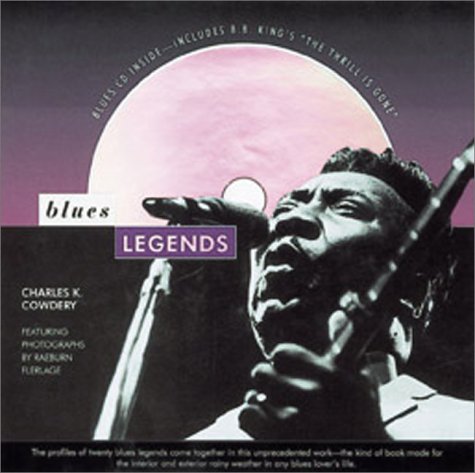 BLUES CD INSIDE—INCLUDES B.B. KING'S "THE THRILL IS GONE"
blues
LEGENDS
CHARLES K.
COWDERY
FEATURING
PHOTOGRAPHS
BY RAEBURN
FLERLAGE
The profiles of twenty blues legends come together in this unprecedented work—the kind of book made for
the interior and exterior rainy weather in any blues lover's life.